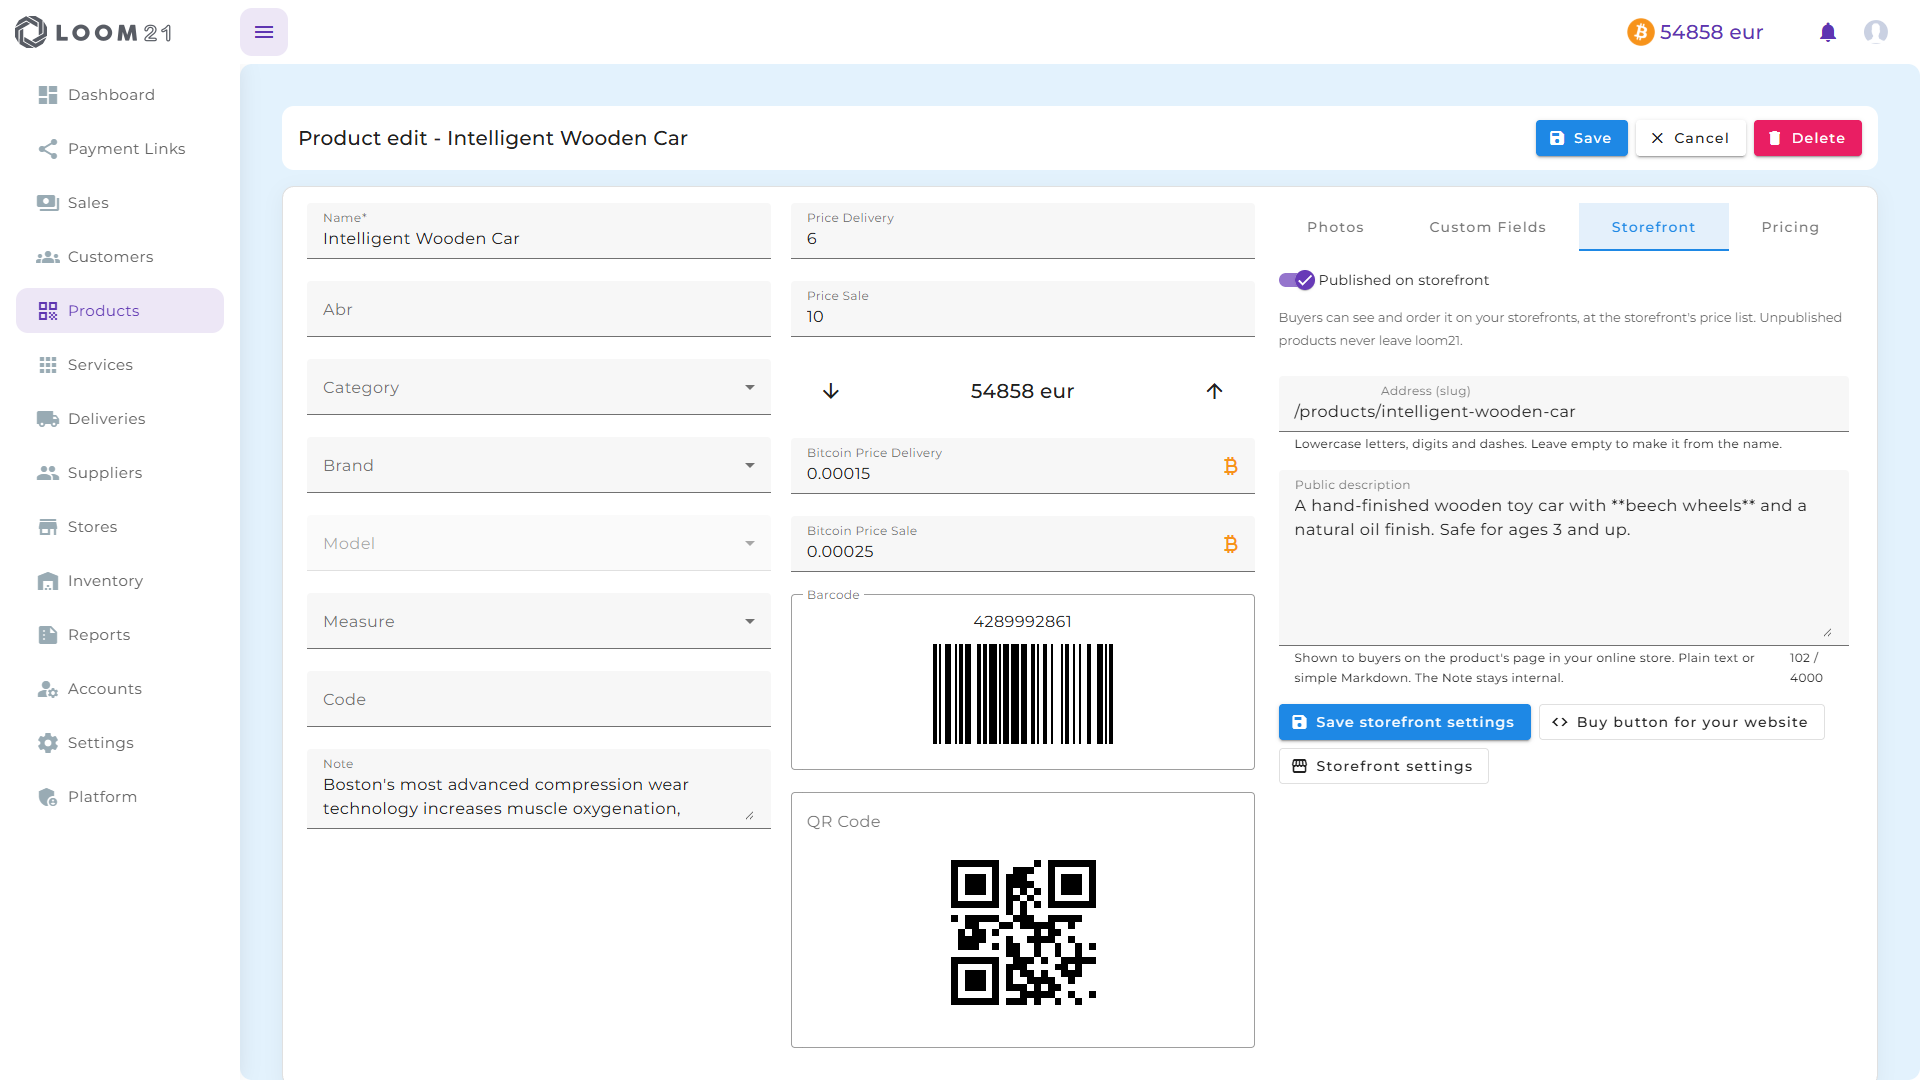 LOOM21
54858 eur
Dashboard
Payment Links
Sales
Customers
Products
Services
Deliveries
Suppliers
Stores
Inventory
Reports
Accounts
Settings
Platform
Product edit - Intelligent Wooden Car
Save
Cancel
Delete
Name*
Intelligent Wooden Car
Abr
Category
Brand
Model
Measure
Code
Note
Boston's most advanced compression wear
technology increases muscle oxygenation,
Price Delivery
6
Price Sale
10
54858 eur
Bitcoin Price Delivery
0.00015
Bitcoin Price Sale
0.00025
Barcode
4289992861
QR Code
Photos
Custom Fields
Storefront
Pricing
Published on storefront
Buyers can see and order it on your storefronts, at the storefront's price list. Unpublished
products never leave loom21.
Address (slug)
/products/intelligent-wooden-car
Lowercase letters, digits and dashes. Leave empty to make it from the name.
Public description
A hand-finished wooden toy car with **beech wheels** and a
natural oil finish. Safe for ages 3 and up.
Shown to buyers on the product's page in your online store. Plain text or
simple Markdown. The Note stays internal.
102 /
4000
Save storefront settings
Buy button for your website
Storefront settings